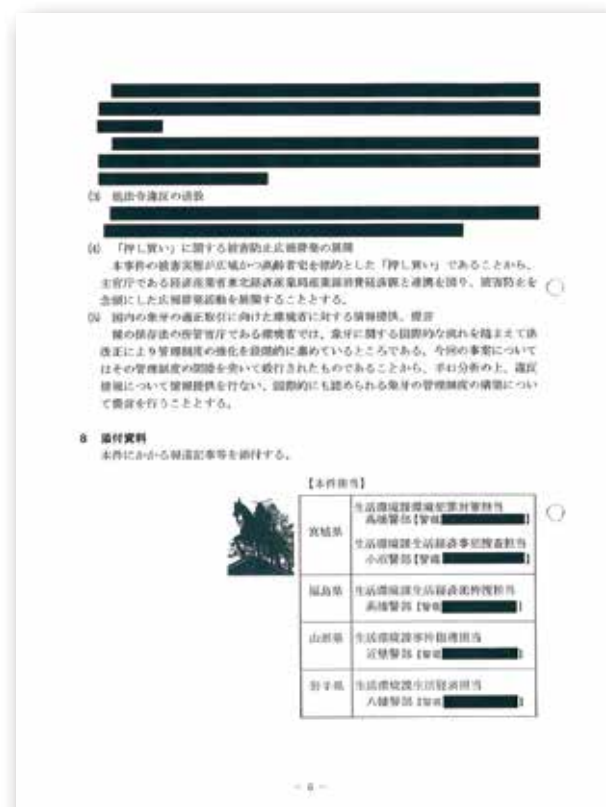 (3) 他法令違反の送致
(4) 「押し買い」に関する被害防止広報啓発の展開
本事件の被害実態が広域かつ高齢者宅を標的とした「押し買い」であることから、
主官庁である経済産業省東北経済産業局産業部消費経済課と連携を図り、被害防止を
念頭にした広報啓発活動を展開することとする。
(5) 国内の象牙の適正取引に向けた環境省に対する情報提供、提言
種の保存法の所管官庁である環境省では、象牙に関する国際的な流れを踏まえて法
改正により管理制度の強化を段階的に進めているところである。今回の事案について
はその管理制度の間隙を突いて敢行されたものであることから、手口分析の上、違反
情報について情報提供を行ない、国際的にも認められる象牙の管理制度の構築につい
て提言を行うこととする。
8 添付資料
本件にかかる報道記事等を添付する。
【本件担当】
宮城県
生活環境課環境犯罪対策担当
高橋警部【警電
】
生活環境課生活経済事犯捜査担当
小沼警部【警電
】
福島県
生活環境課生活経済担当
高橋警部【警電
】
山形県
生活環境課事件指導担当
近壁警部【警電
】
岩手県
生活環境課生活経済担当
八幡警部【警電
】
- 6 -